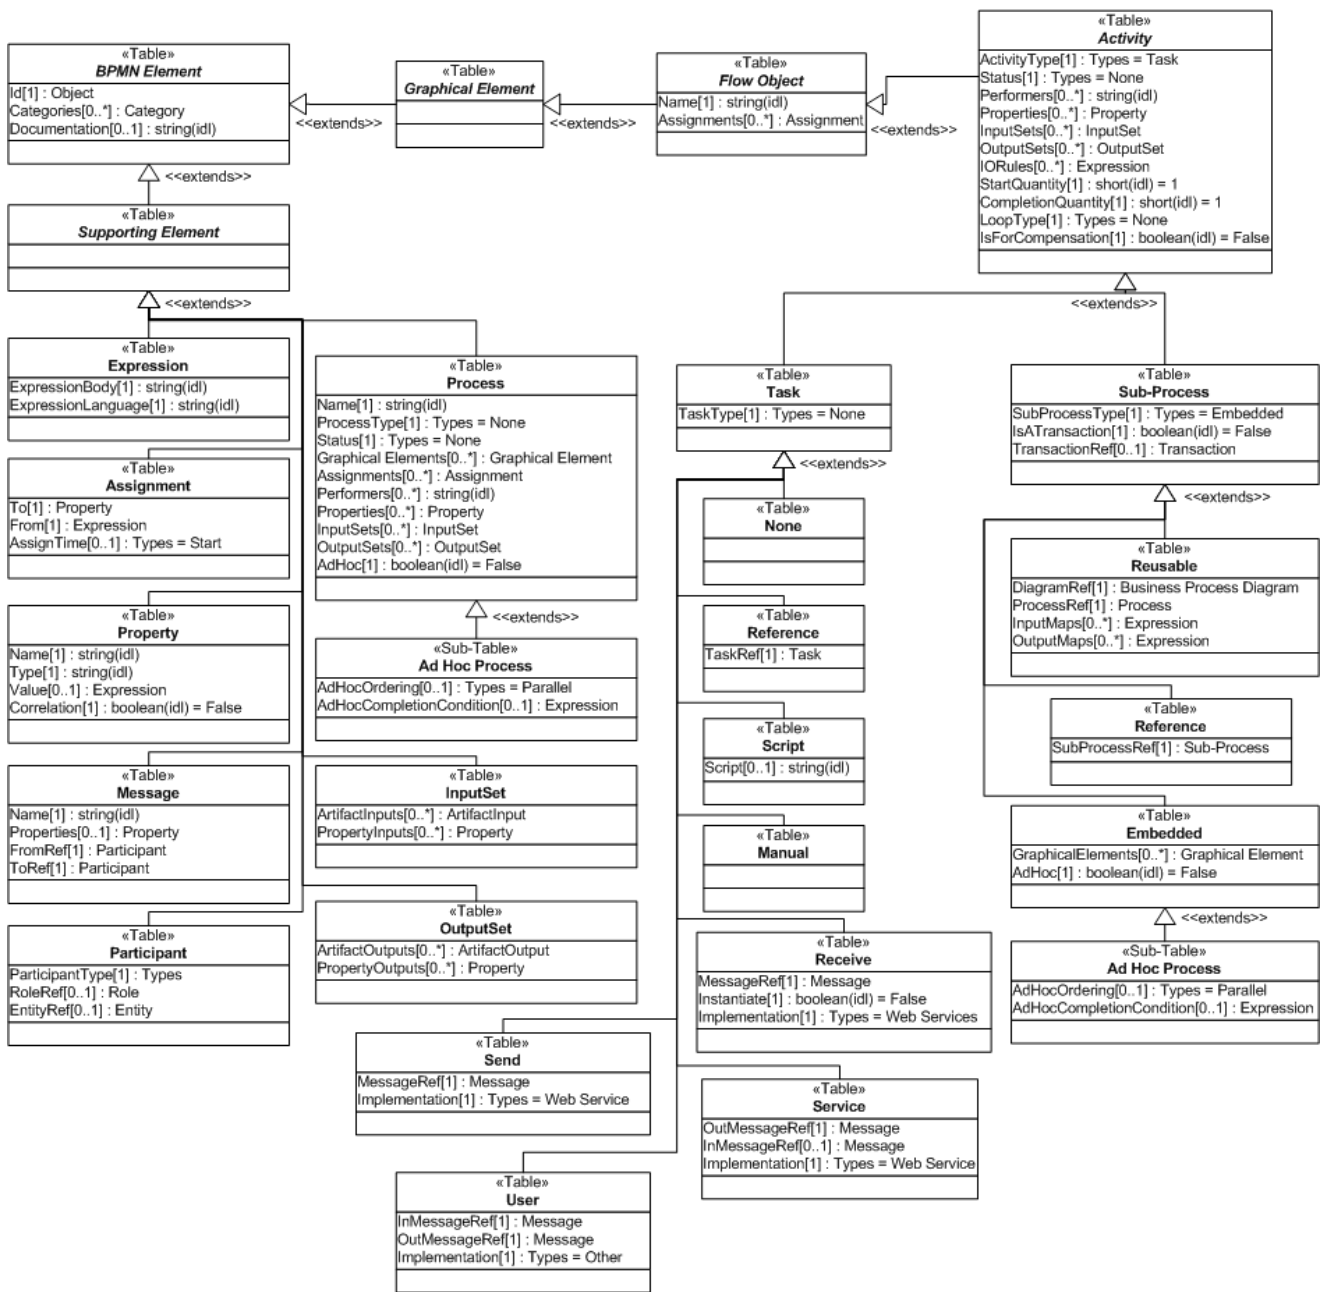 «Table»
BPMN Element
Id[1] : Object
Categories[0..*] : Category
Documentation[0..1] : string(idl)
<<extends>>
«Table»
Graphical Element
<<extends>>
«Table»
Flow Object
Name[1] : string(idl)
Assignments[0..*] : Assignment
<<extends>>
«Table»
Activity
ActivityType[1] : Types = Task
Status[1] : Types = None
Performers[0..*] : string(idl)
Properties[0..*] : Property
InputSets[0..*] : InputSet
OutputSets[0..*] : OutputSet
IORules[0..*] : Expression
StartQuantity[1] : short(idl) = 1
CompletionQuantity[1] : short(idl) = 1
LoopType[1] : Types = None
IsForCompensation[1] : boolean(idl) = False
<<extends>>
<<extends>>
«Table»
Supporting Element
<<extends>>
«Table»
Expression
ExpressionBody[1] : string(idl)
ExpressionLanguage[1] : string(idl)
«Table»
Assignment
To[1] : Property
From[1] : Expression
AssignTime[0..1] : Types = Start
«Table»
Property
Name[1] : string(idl)
Type[1] : string(idl)
Value[0..1] : Expression
Correlation[1] : boolean(idl) = False
«Table»
Message
Name[1] : string(idl)
Properties[0..1] : Property
FromRef[1] : Participant
ToRef[1] : Participant
«Table»
Participant
ParticipantType[1] : Types
RoleRef[0..1] : Role
EntityRef[0..1] : Entity
«Table»
Process
Name[1] : string(idl)
ProcessType[1] : Types = None
Status[1] : Types = None
Graphical Elements[0..*] : Graphical Element
Assignments[0..*] : Assignment
Performers[0..*] : string(idl)
Properties[0..*] : Property
InputSets[0..*] : InputSet
OutputSets[0..*] : OutputSet
AdHoc[1] : boolean(idl) = False
<<extends>>
«Sub-Table»
Ad Hoc Process
AdHocOrdering[0..1] : Types = Parallel
AdHocCompletionCondition[0..1] : Expression
«Table»
InputSet
ArtifactInputs[0..*] : ArtifactInput
PropertyInputs[0..*] : Property
«Table»
OutputSet
ArtifactOutputs[0..*] : ArtifactOutput
PropertyOutputs[0..*] : Property
«Table»
Task
TaskType[1] : Types = None
<<extends>>
«Table»
None
«Table»
Reference
TaskRef[1] : Task
«Table»
Script
Script[0..1] : string(idl)
«Table»
Manual
«Table»
Receive
MessageRef[1] : Message
Instantiate[1] : boolean(idl) = False
Implementation[1] : Types = Web Services
«Table»
Send
MessageRef[1] : Message
Implementation[1] : Types = Web Service
«Table»
Service
OutMessageRef[1] : Message
InMessageRef[0..1] : Message
Implementation[1] : Types = Web Service
«Table»
User
InMessageRef[1] : Message
OutMessageRef[1] : Message
Implementation[1] : Types = Other
«Table»
Sub-Process
SubProcessType[1] : Types = Embedded
IsATransaction[1] : boolean(idl) = False
TransactionRef[0..1] : Transaction
<<extends>>
«Table»
Reusable
DiagramRef[1] : Business Process Diagram
ProcessRef[1] : Process
InputMaps[0..*] : Expression
OutputMaps[0..*] : Expression
«Table»
Reference
SubProcessRef[1] : Sub-Process
«Table»
Embedded
GraphicalElements[0..*] : Graphical Element
AdHoc[1] : boolean(idl) = False
<<extends>>
«Sub-Table»
Ad Hoc Process
AdHocOrdering[0..1] : Types = Parallel
AdHocCompletionCondition[0..1] : Expression